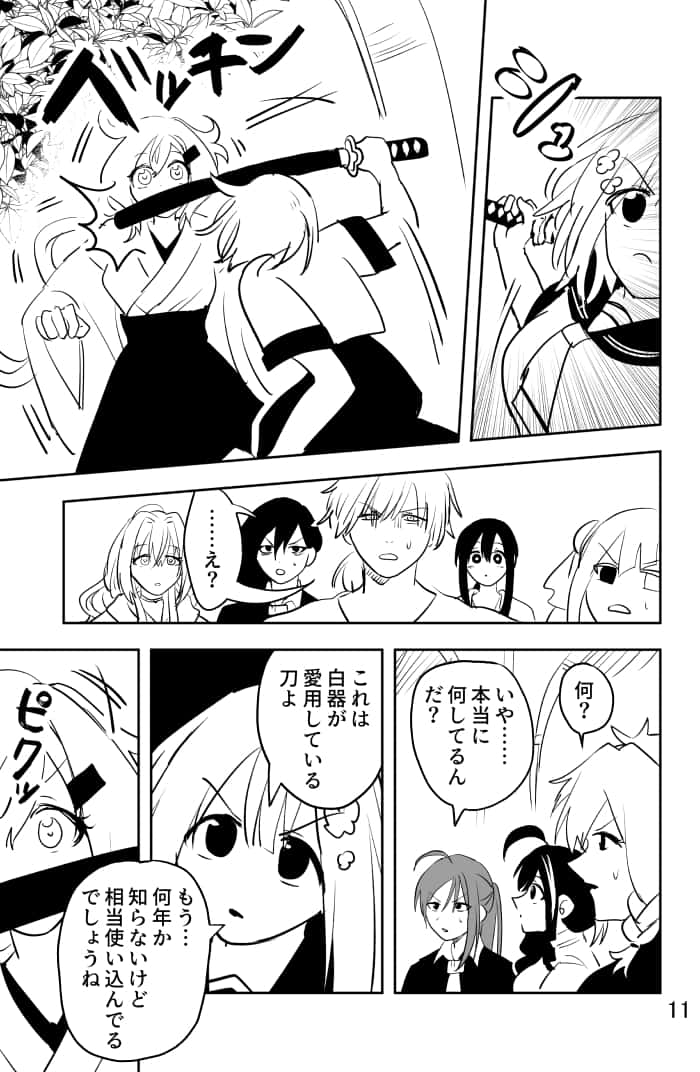 シュ
ベッチン
……え？
何？
いや……
本当に
何してるん
だ？
これは
白器が
愛用している
刀よ
もう…
何年か
知らないけど
相当使い込んでる
でしょうね
ピクッ
11